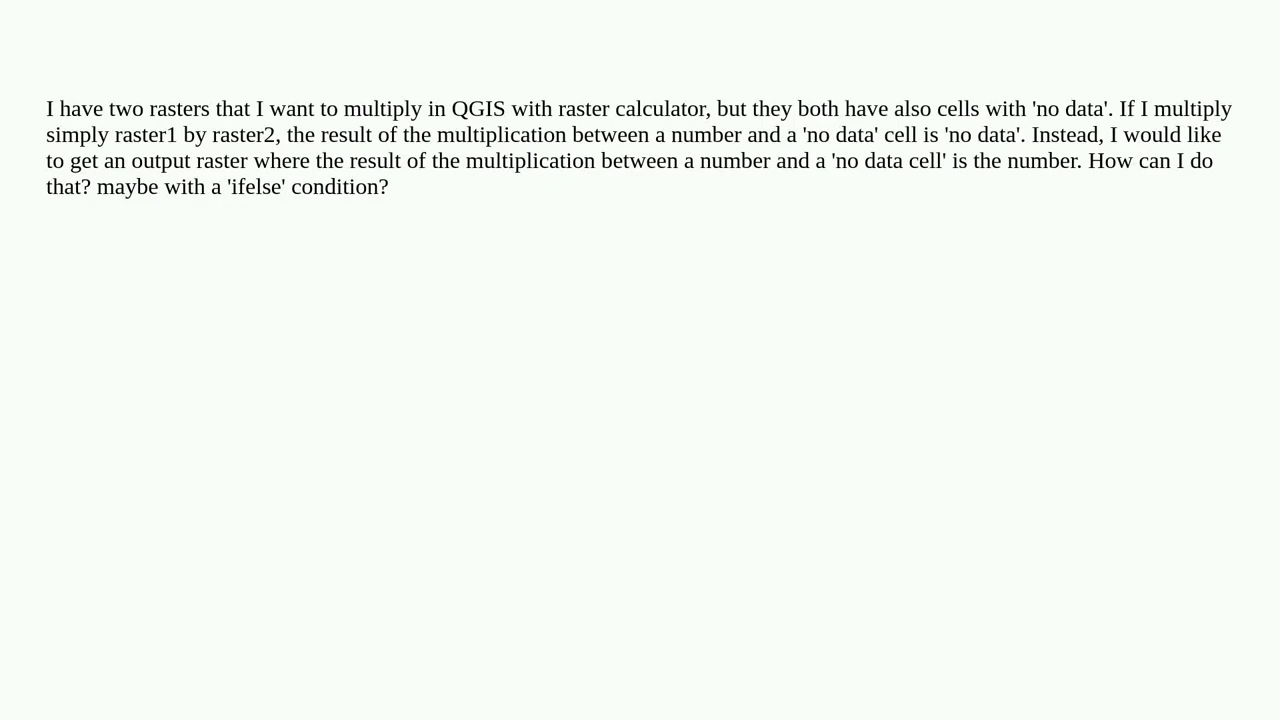 I have two rasters that I want to multiply in QGIS with raster calculator, but they both have also cells with 'no data'. If I multiply
simply raster1 by raster2, the result of the multiplication between a number and a 'no data' cell is 'no data'. Instead, I would like
to get an output raster where the result of the multiplication between a number and a 'no data cell' is the number. How can I do
that? maybe with a 'ifelse' condition?